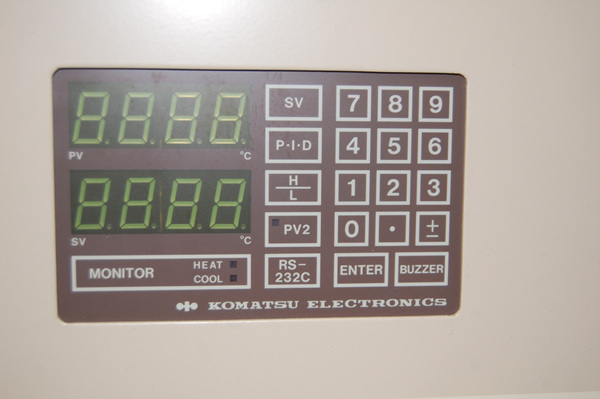 8888
PV °C
8888
SV °C
MONITOR HEAT
COOL
SV 7 8 9
P·I·D 4 5 6
H
L
1 2 3
PV2 0 · ±
RS-
232C
ENTER BUZZER
KOMATSU ELECTRONICS